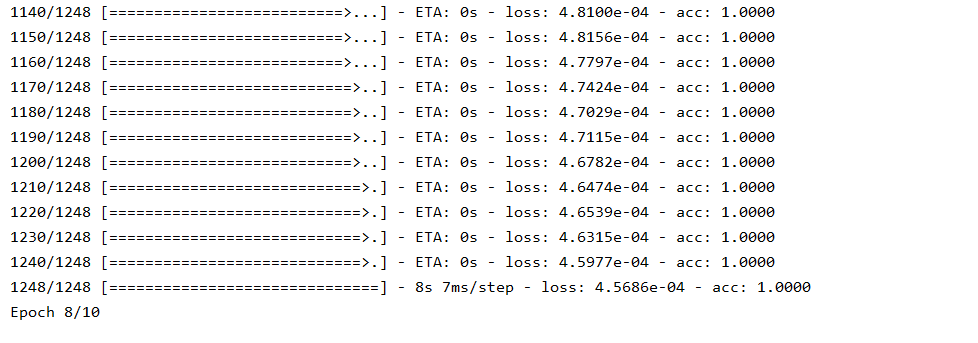 1140/1248 [==========================>...] - ETA: 0s - loss: 4.8100e-04 - acc: 1.0000
1150/1248 [==========================>...] - ETA: 0s - loss: 4.8156e-04 - acc: 1.0000
1160/1248 [==========================>...] - ETA: 0s - loss: 4.7797e-04 - acc: 1.0000
1170/1248 [===========================>..] - ETA: 0s - loss: 4.7424e-04 - acc: 1.0000
1180/1248 [===========================>..] - ETA: 0s - loss: 4.7029e-04 - acc: 1.0000
1190/1248 [===========================>..] - ETA: 0s - loss: 4.7115e-04 - acc: 1.0000
1200/1248 [===========================>..] - ETA: 0s - loss: 4.6782e-04 - acc: 1.0000
1210/1248 [============================>.] - ETA: 0s - loss: 4.6474e-04 - acc: 1.0000
1220/1248 [============================>.] - ETA: 0s - loss: 4.6539e-04 - acc: 1.0000
1230/1248 [============================>.] - ETA: 0s - loss: 4.6315e-04 - acc: 1.0000
1240/1248 [============================>.] - ETA: 0s - loss: 4.5977e-04 - acc: 1.0000
1248/1248 [==============================] - 8s 7ms/step - loss: 4.5686e-04 - acc: 1.0000
Epoch 8/10